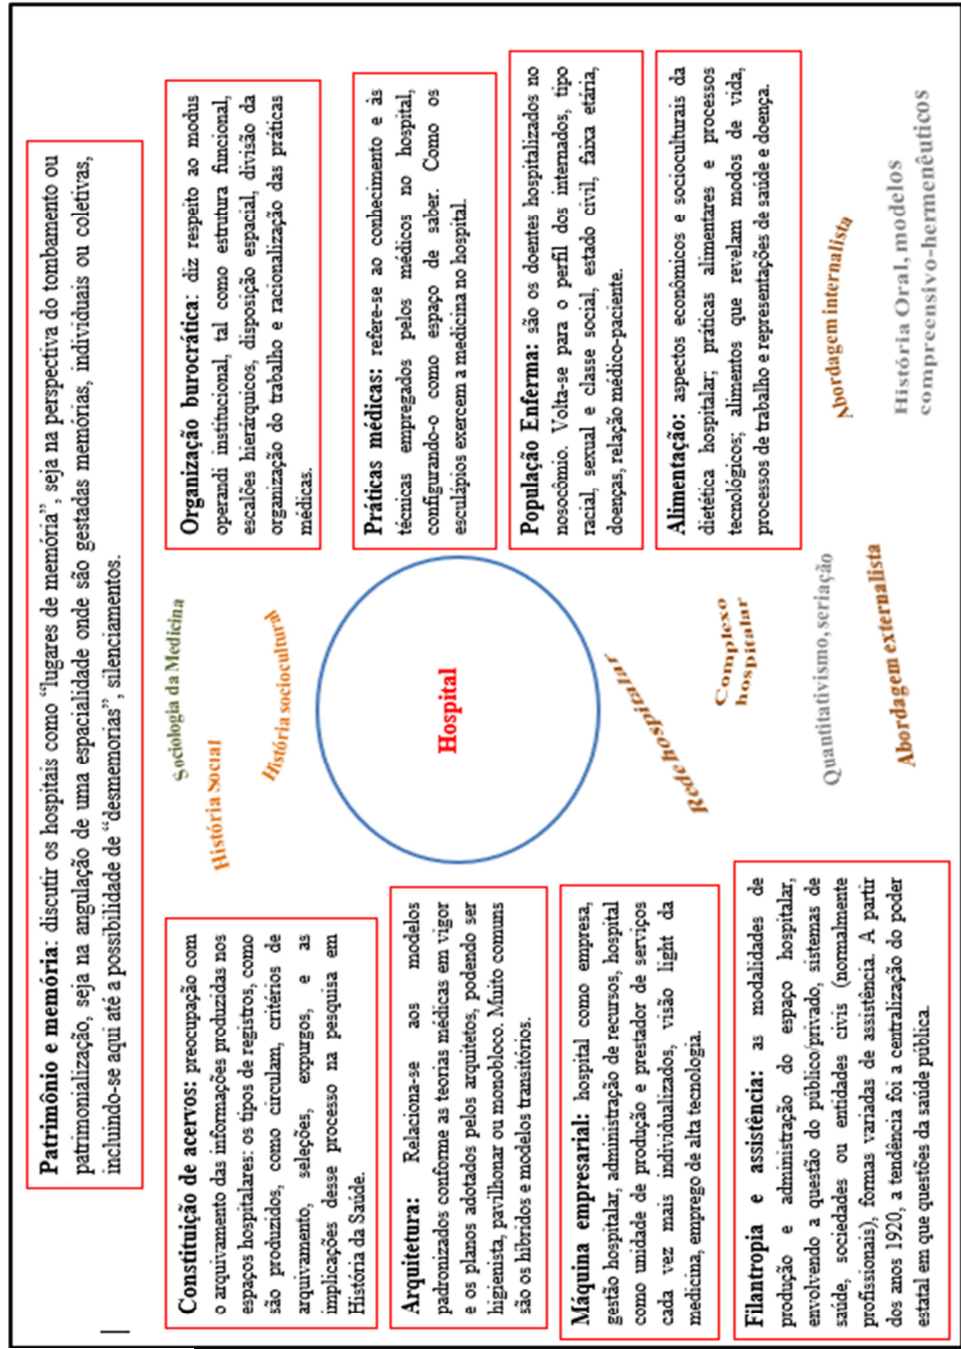 Patrimônio e memória: discutir os hospitais como “lugares de memória”, seja na perspectiva do tombamento ou
patrimonialização, seja na angulação de uma espacialidade onde são gestadas memórias, individuais ou coletivas,
incluindo-se aqui até a possibilidade de “desmemorias”, silenciamentos.
Constituição de acervos: preocupação com
o arquivamento das informações produzidas nos
espaços hospitalares: os tipos de registros, como
são produzidos, como circulam, critérios de
arquivamento, seleções, expurgos, e as
implicações desse processo na pesquisa em
História da Saúde.
Arquitetura: Relaciona-se aos modelos
padronizados conforme as teorias médicas em vigor
e os planos adotados pelos arquitetos, podendo ser
higienista, pavilhonar ou monobloco. Muito comuns
são os híbridos e modelos transitórios.
Máquina empresarial: hospital como empresa,
gestão hospitalar, administração de recursos, hospital
como unidade de produção e prestador de serviços
cada vez mais individualizados, visão light da
medicina, emprego de alta tecnologia.
Filantropia e assistência: as modalidades de
produção e administração do espaço hospitalar,
envolvendo a questão do público/privado, sistemas de
saúde, sociedades ou entidades civis (normalmente
profissionais), formas variadas de assistência. A partir
dos anos 1920, a tendência foi a centralização do poder
estatal em que questões da saúde pública.
Sociologia da Medicina
História Social
História sociocultural
Hospital
Rede hospitalar
Complexo
hospitalar
Quantitativismo, seriação
Abordagem externalista
Organização burocrática: diz respeito ao modus
operandi institucional, tal como estrutura funcional,
escalões hierárquicos, disposição espacial, divisão da
organização do trabalho e racionalização das práticas
médicas.
Práticas médicas: refere-se ao conhecimento e às
técnicas empregados pelos médicos no hospital,
configurando-o como espaço de saber. Como os
esculápios exercem a medicina no hospital.
População Enferma: são os doentes hospitalizados no
nosocômio. Volta-se para o perfil dos internados, tipo
racial, sexual e classe social, estado civil, faixa etária,
doenças, relação médico-paciente.
Alimentação: aspectos econômicos e socioculturais da
dietética hospitalar; práticas alimentares e processos
tecnológicos; alimentos que revelam modos de vida,
processos de trabalho e representações de saúde e doença.
Abordagem internalista
História Oral, modelos
compreensivo-hermenêuticos